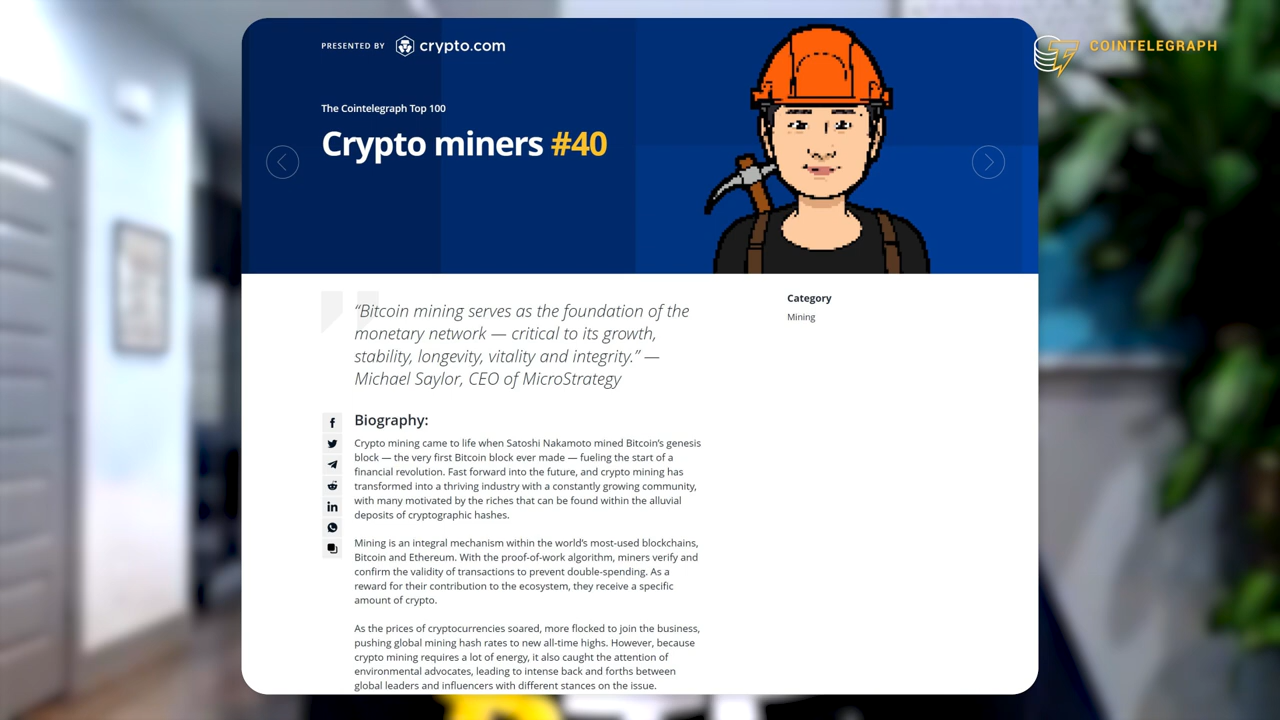 PRESENTED BY crypto.com
COINTELEGRAPH
The Cointelegraph Top 100
Crypto miners #40
“Bitcoin mining serves as the foundation of the
monetary network — critical to its growth,
stability, longevity, vitality and integrity.” —
Michael Saylor, CEO of MicroStrategy
Category
Mining
Biography:
Crypto mining came to life when Satoshi Nakamoto mined Bitcoin’s genesis
block — the very first Bitcoin block ever made — fueling the start of a
financial revolution. Fast forward into the future, and crypto mining has
transformed into a thriving industry with a constantly growing community,
with many motivated by the riches that can be found within the alluvial
deposits of cryptographic hashes.
Mining is an integral mechanism within the world’s most-used blockchains,
Bitcoin and Ethereum. With the proof-of-work algorithm, miners verify and
confirm the validity of transactions to prevent double-spending. As a
reward for their contribution to the ecosystem, they receive a specific
amount of crypto.
As the prices of cryptocurrencies soared, more flocked to join the business,
pushing global mining hash rates to new all-time highs. However, because
crypto mining requires a lot of energy, it also caught the attention of
environmental advocates, leading to intense back and forths between
global leaders and influencers with different stances on the issue.